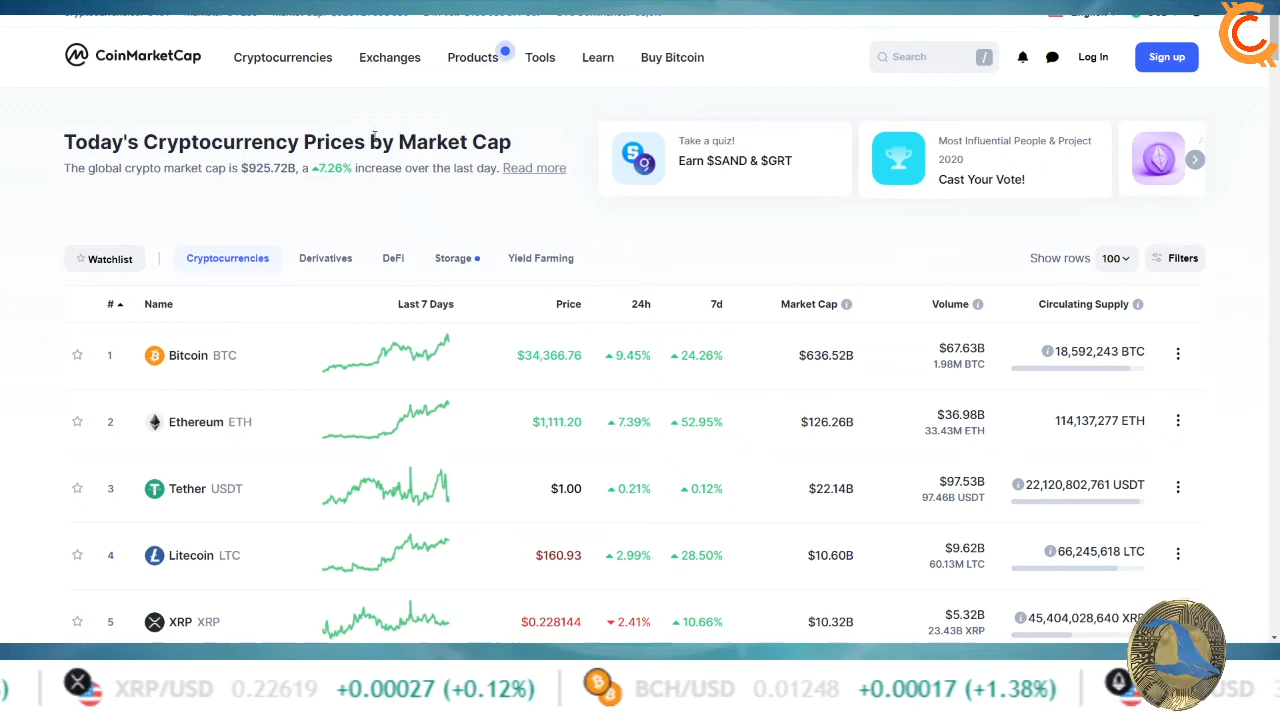 CoinMarketCap Cryptocurrencies Exchanges Products Tools Learn Buy Bitcoin Search / Log In Sign up
Today's Cryptocurrency Prices by Market Cap
The global crypto market cap is $925.72B, a 7.26% increase over the last day. Read more
Take a quiz!
Earn $SAND & $GRT
Most Influential People & Project
2020
Cast Your Vote!
Watchlist Cryptocurrencies Derivatives DeFi Storage Yield Farming Show rows 100 Filters
# Name Last 7 Days Price 24h 7d Market Cap Volume Circulating Supply
1 Bitcoin BTC $34,366.76 9.45% 24.26% $636.52B $67.63B 18,592,243 BTC
1.98M BTC
2 Ethereum ETH $1,111.20 7.39% 52.95% $126.26B $36.98B 114,137,277 ETH
33.43M ETH
3 Tether USDT $1.00 0.21% 0.12% $22.14B $97.53B 22,120,802,761 USDT
97.46B USDT
4 Litecoin LTC $160.93 2.99% 28.50% $10.60B $9.62B 66,245,618 LTC
60.13M LTC
5 XRP XRP $0.228144 2.41% 10.66% $10.32B $5.32B 45,404,028,640 XRP
23.43B XRP
%) XRP/USD 0.22619 +0.00027 (+0.12%) BCH/USD 0.01248 +0.00017 (+1.38%) USD